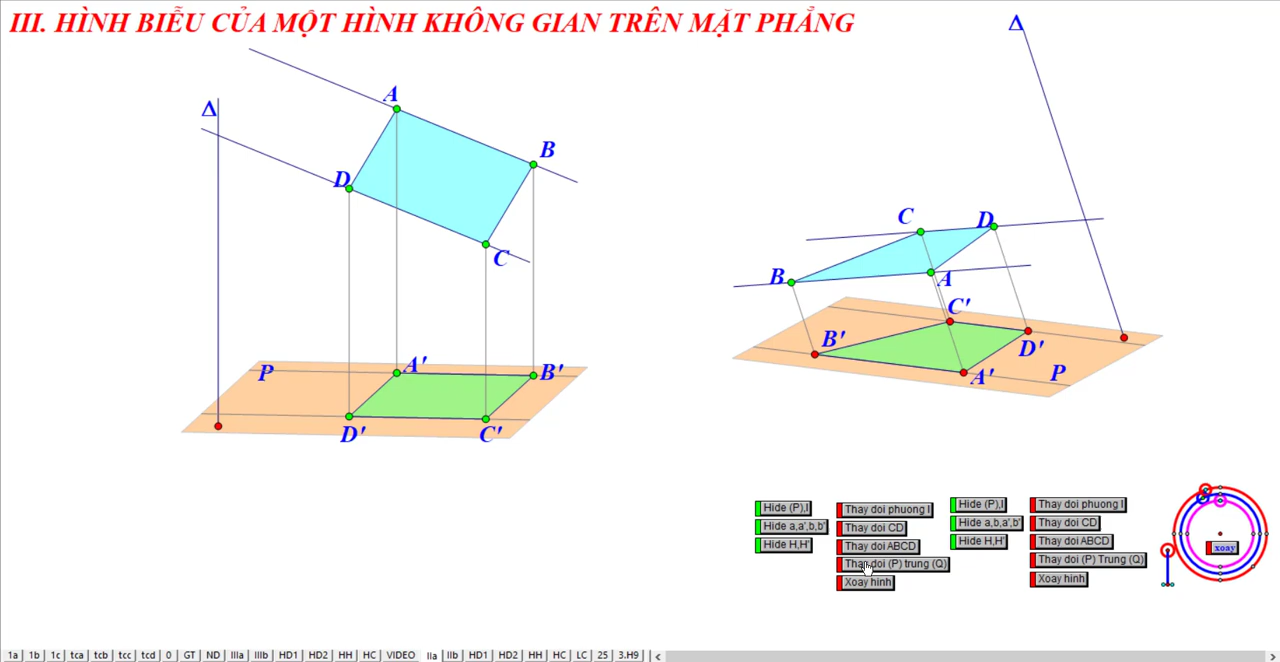 III. HÌNH BIỄU CỦA MỘT HÌNH KHÔNG GIAN TRÊN MẶT PHẲNG
Δ
A
B
D
C
P
A'
B'
D'
C'
Δ
C
D
B
A
C'
B'
D'
A'
P
Hide (P),l
Hide a,a',b,b'
Hide H,H'
Thay doi phuong l
Thay doi CD
Thay doi ABCD
Thay doi (P) trung (Q)
Xoay hinh
Hide (P),l
Hide a,b,a',b'
Hide H,H'
Thay doi phuong l
Thay doi CD
Thay doi ABCD
Thay doi (P) Trung (Q)
Xoay hinh
xoay
1a 1b 1c tca tcb tcc tcd 0 GT ND IIIa IIIb HD1 HD2 HH HC VIDEO IIa IIb HD1 HD2 HH HC LC 25 3.H9